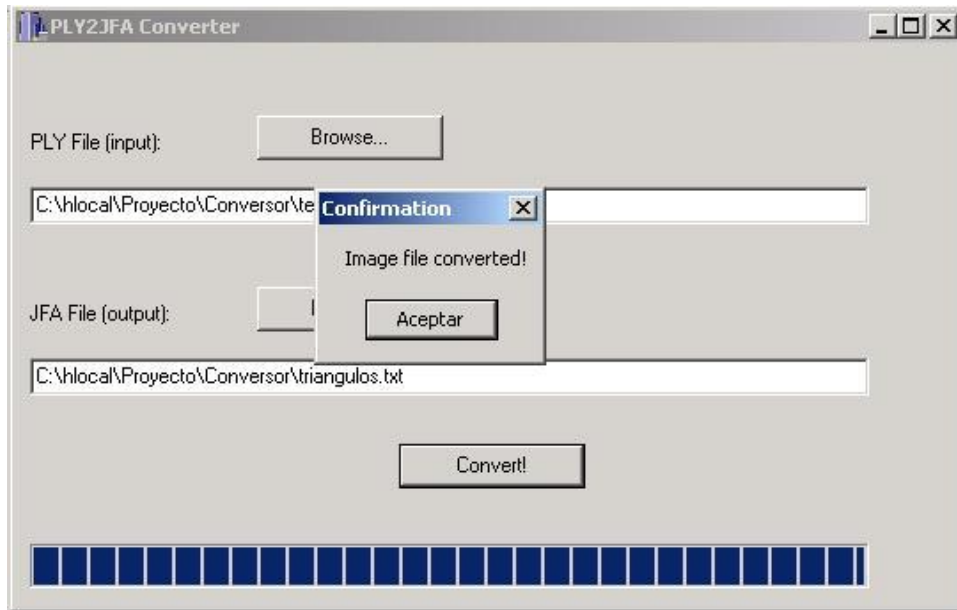 PLY2JFA Converter
PLY File (input):
Browse...
C:\hlocal\Proyecto\Conversor\te
Confirmation
Image file converted!
Aceptar
JFA File (output):
C:\hlocal\Proyecto\Conversor\triangulos.txt
Convert!